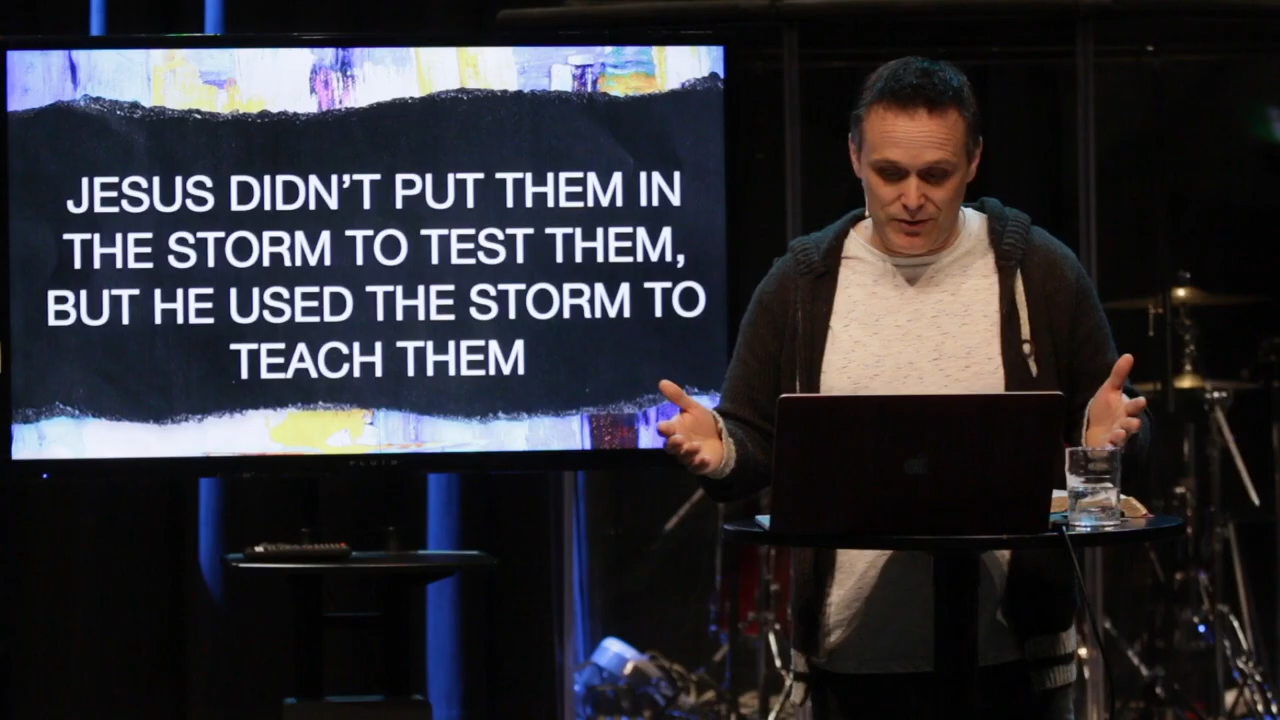 JESUS DIDN'T PUT THEM IN
THE STORM TO TEST THEM,
BUT HE USED THE STORM TO
TEACH THEM